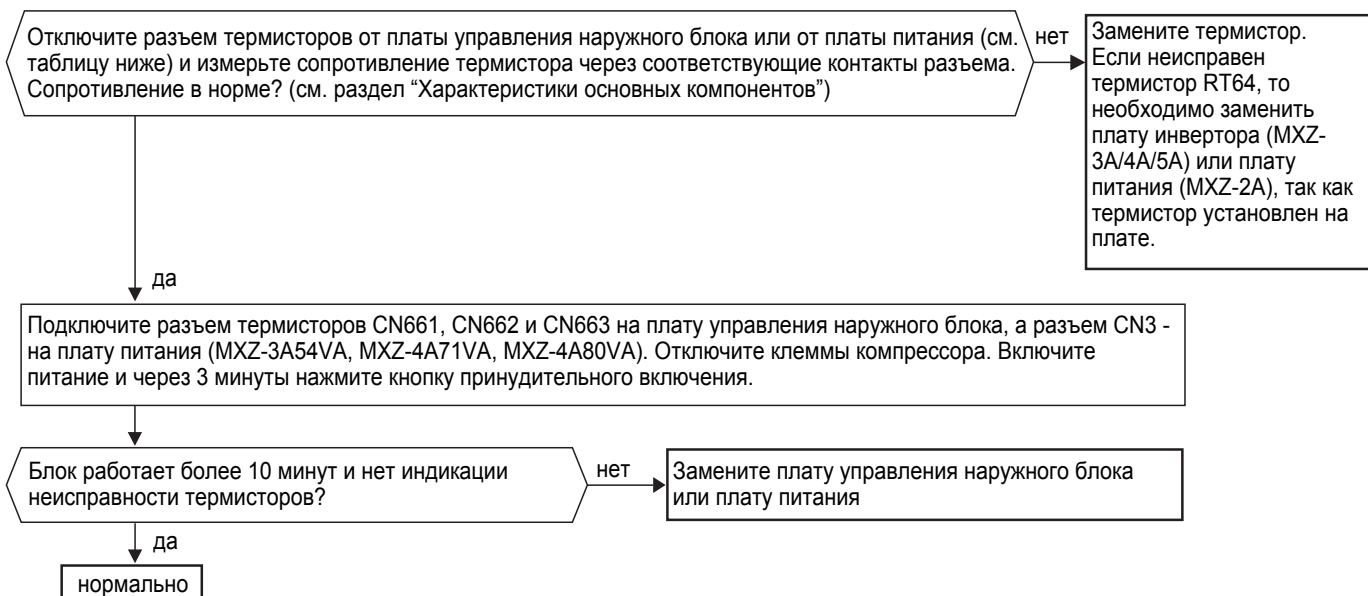 Отключите разъем термисторов от платы управления наружного блока или от платы питания (см.
таблицу ниже) и измерьте сопротивление термистора через соответствующие контакты разъема.
Сопротивление в норме? (см. раздел “Характеристики основных компонентов”)
нет
Замените термистор.
Если неисправен
термистор RT64, то
необходимо заменить
плату инвертора (MXZ-
3A/4A/5A) или плату
питания (MXZ-2A), так как
термистор установлен на
плате.
да
Подключите разъем термисторов CN661, CN662 и CN663 на плату управления наружного блока, а разъем CN3 -
на плату питания (MXZ-3A54VA, MXZ-4A71VA, MXZ-4A80VA). Отключите клеммы компрессора. Включите
питание и через 3 минуты нажмите кнопку принудительного включения.
Блок работает более 10 минут и нет индикации
неисправности термисторов?
нет
Замените плату управления наружного блока
или плату питания
да
нормально